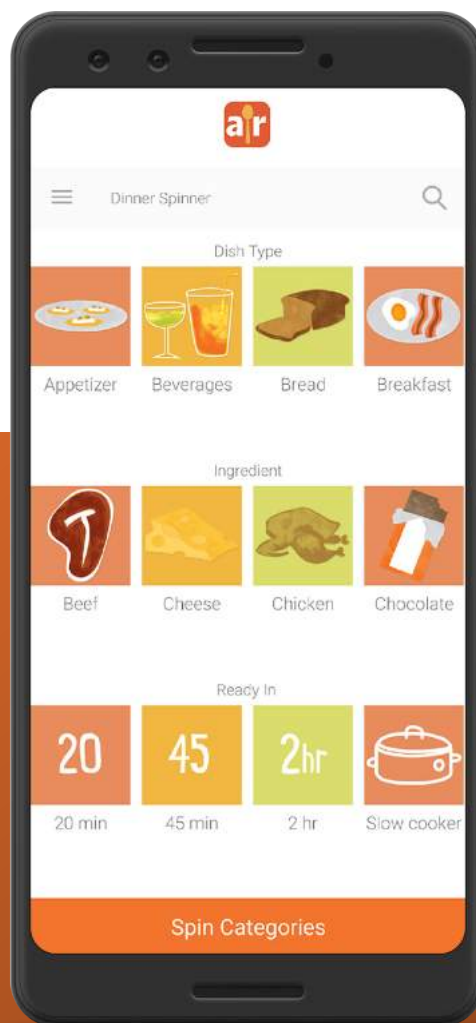 ar
Dinner Spinner
Dish Type
Appetizer Beverages Bread Breakfast
Ingredient
Beef Cheese Chicken Chocolate
Ready In
20 45 2hr
20 min 45 min 2 hr Slow cooker
Spin Categories